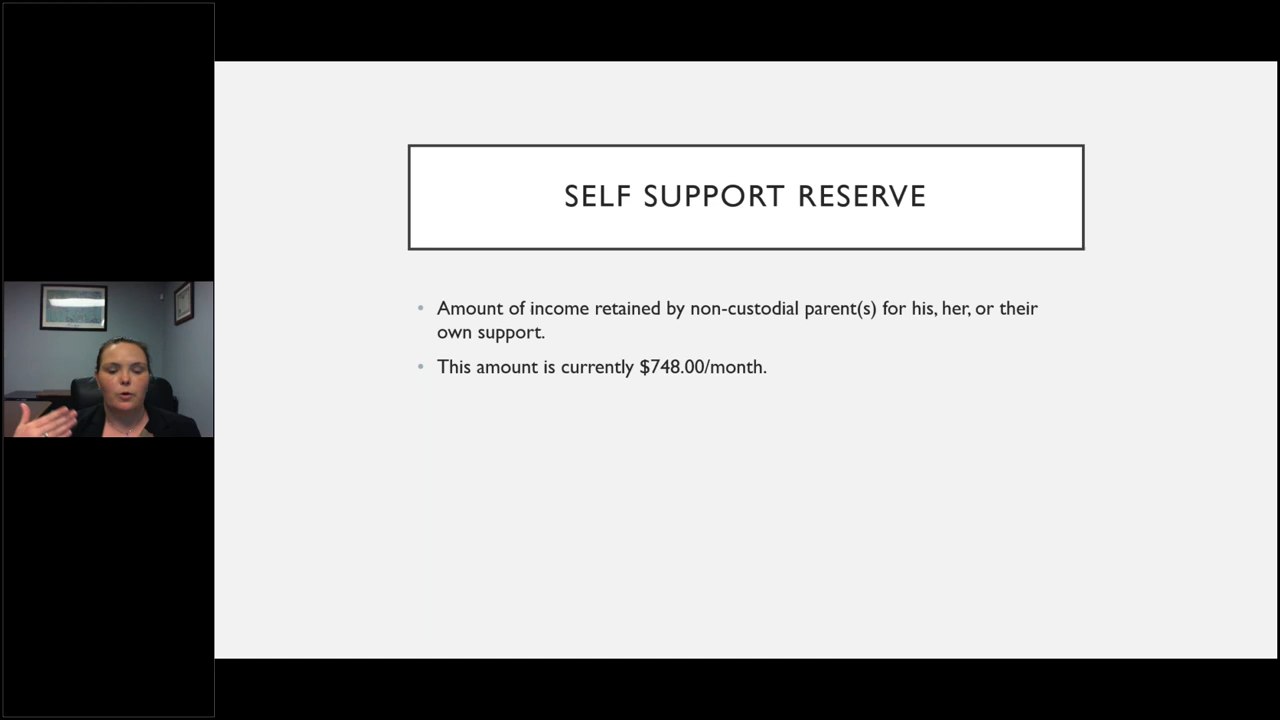 SELF SUPPORT RESERVE
• Amount of income retained by non-custodial parent(s) for his, her, or their
own support.
• This amount is currently $748.00/month.